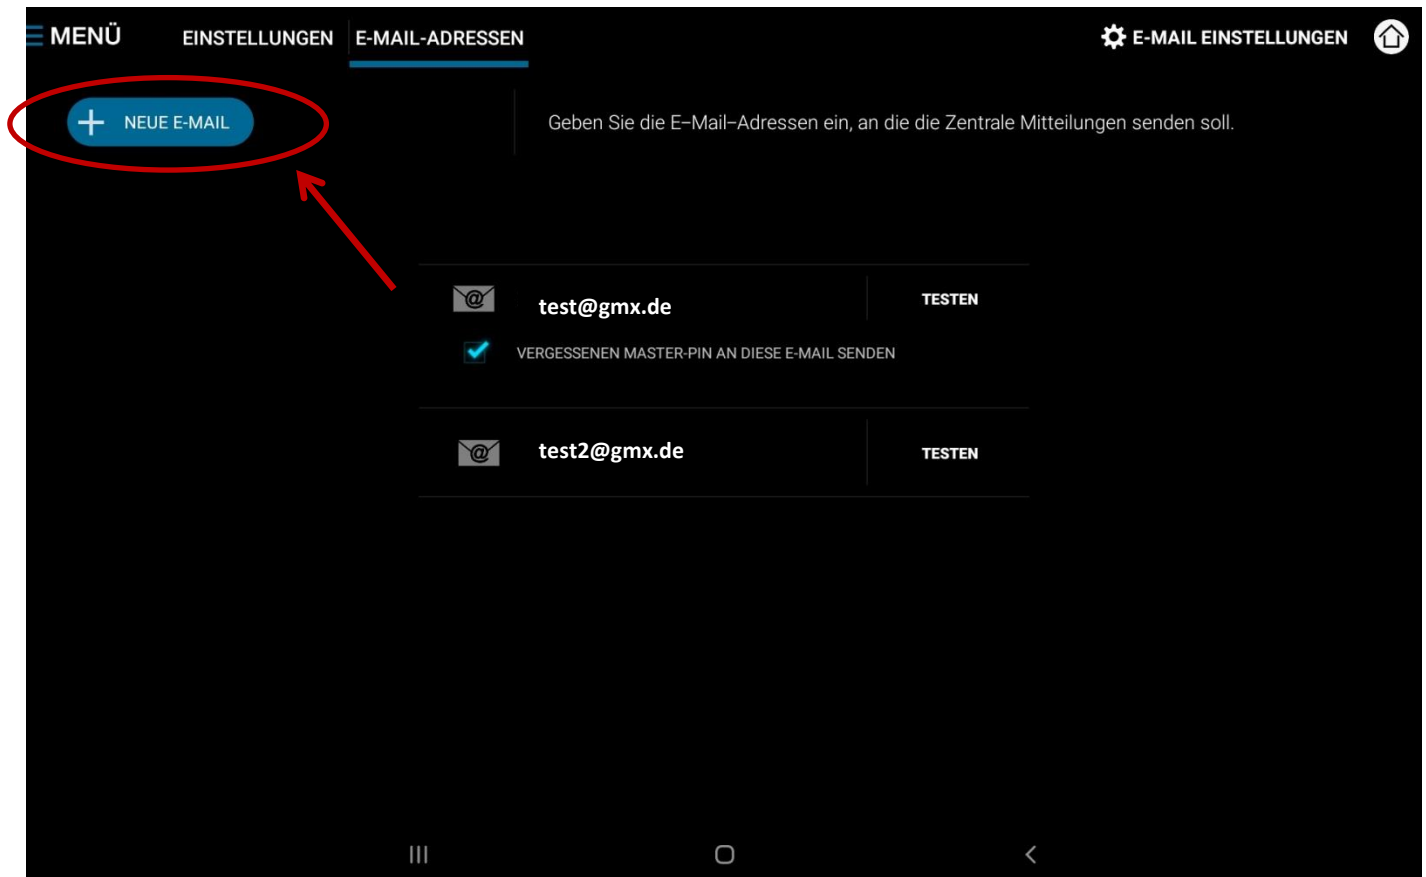 MENÜ EINSTELLUNGEN E-MAIL-ADRESSEN E-MAIL EINSTELLUNGEN
NEUE E-MAIL
Geben Sie die E-Mail-Adressen ein, an die die Zentrale Mitteilungen senden soll.
test@gmx.de TESTEN
VERGESSENEN MASTER-PIN AN DIESE E-MAIL SENDEN
test2@gmx.de TESTEN